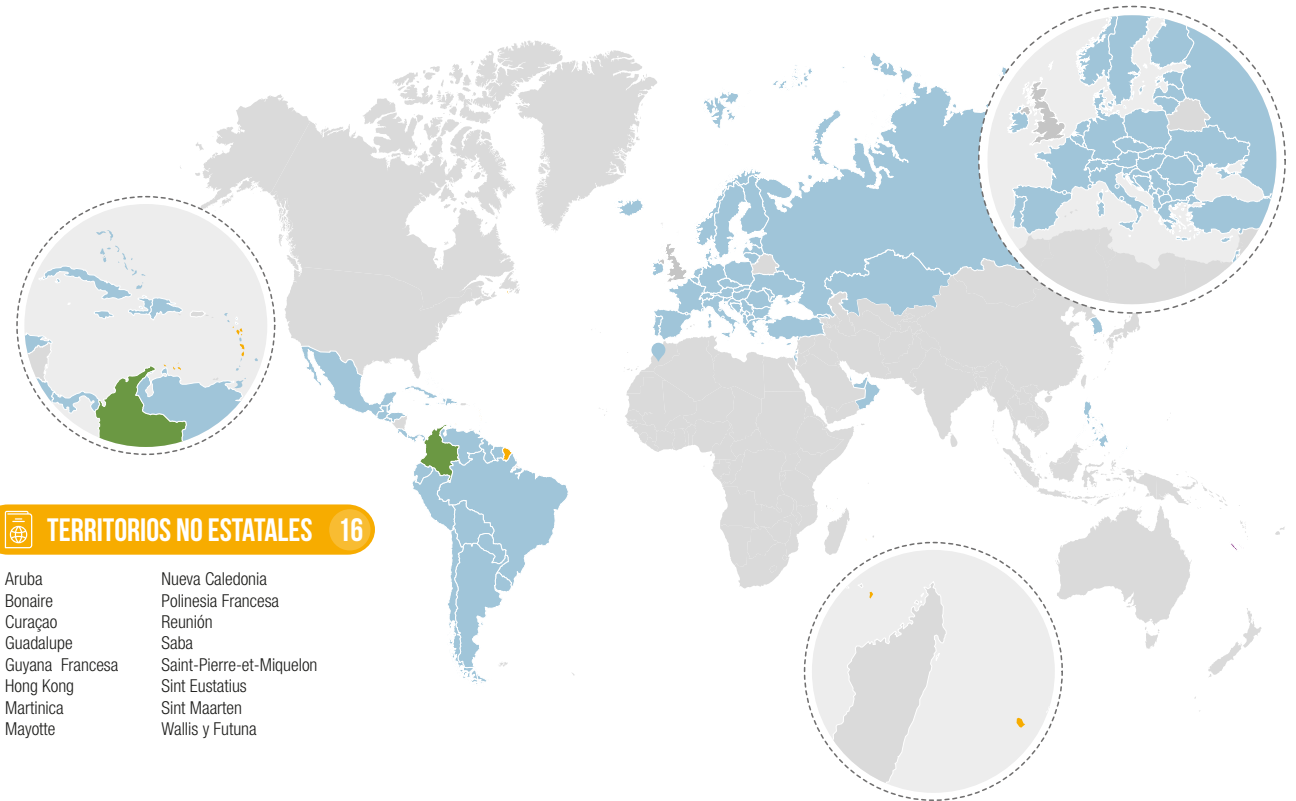 TERRITORIOS NO ESTATALES 16
Aruba
Bonaire
Curaçao
Guadalupe
Guyana Francesa
Hong Kong
Martinica
Mayotte
Nueva Caledonia
Polinesia Francesa
Reunión
Saba
Saint-Pierre-et-Miquelon
Sint Eustatius
Sint Maarten
Wallis y Futuna